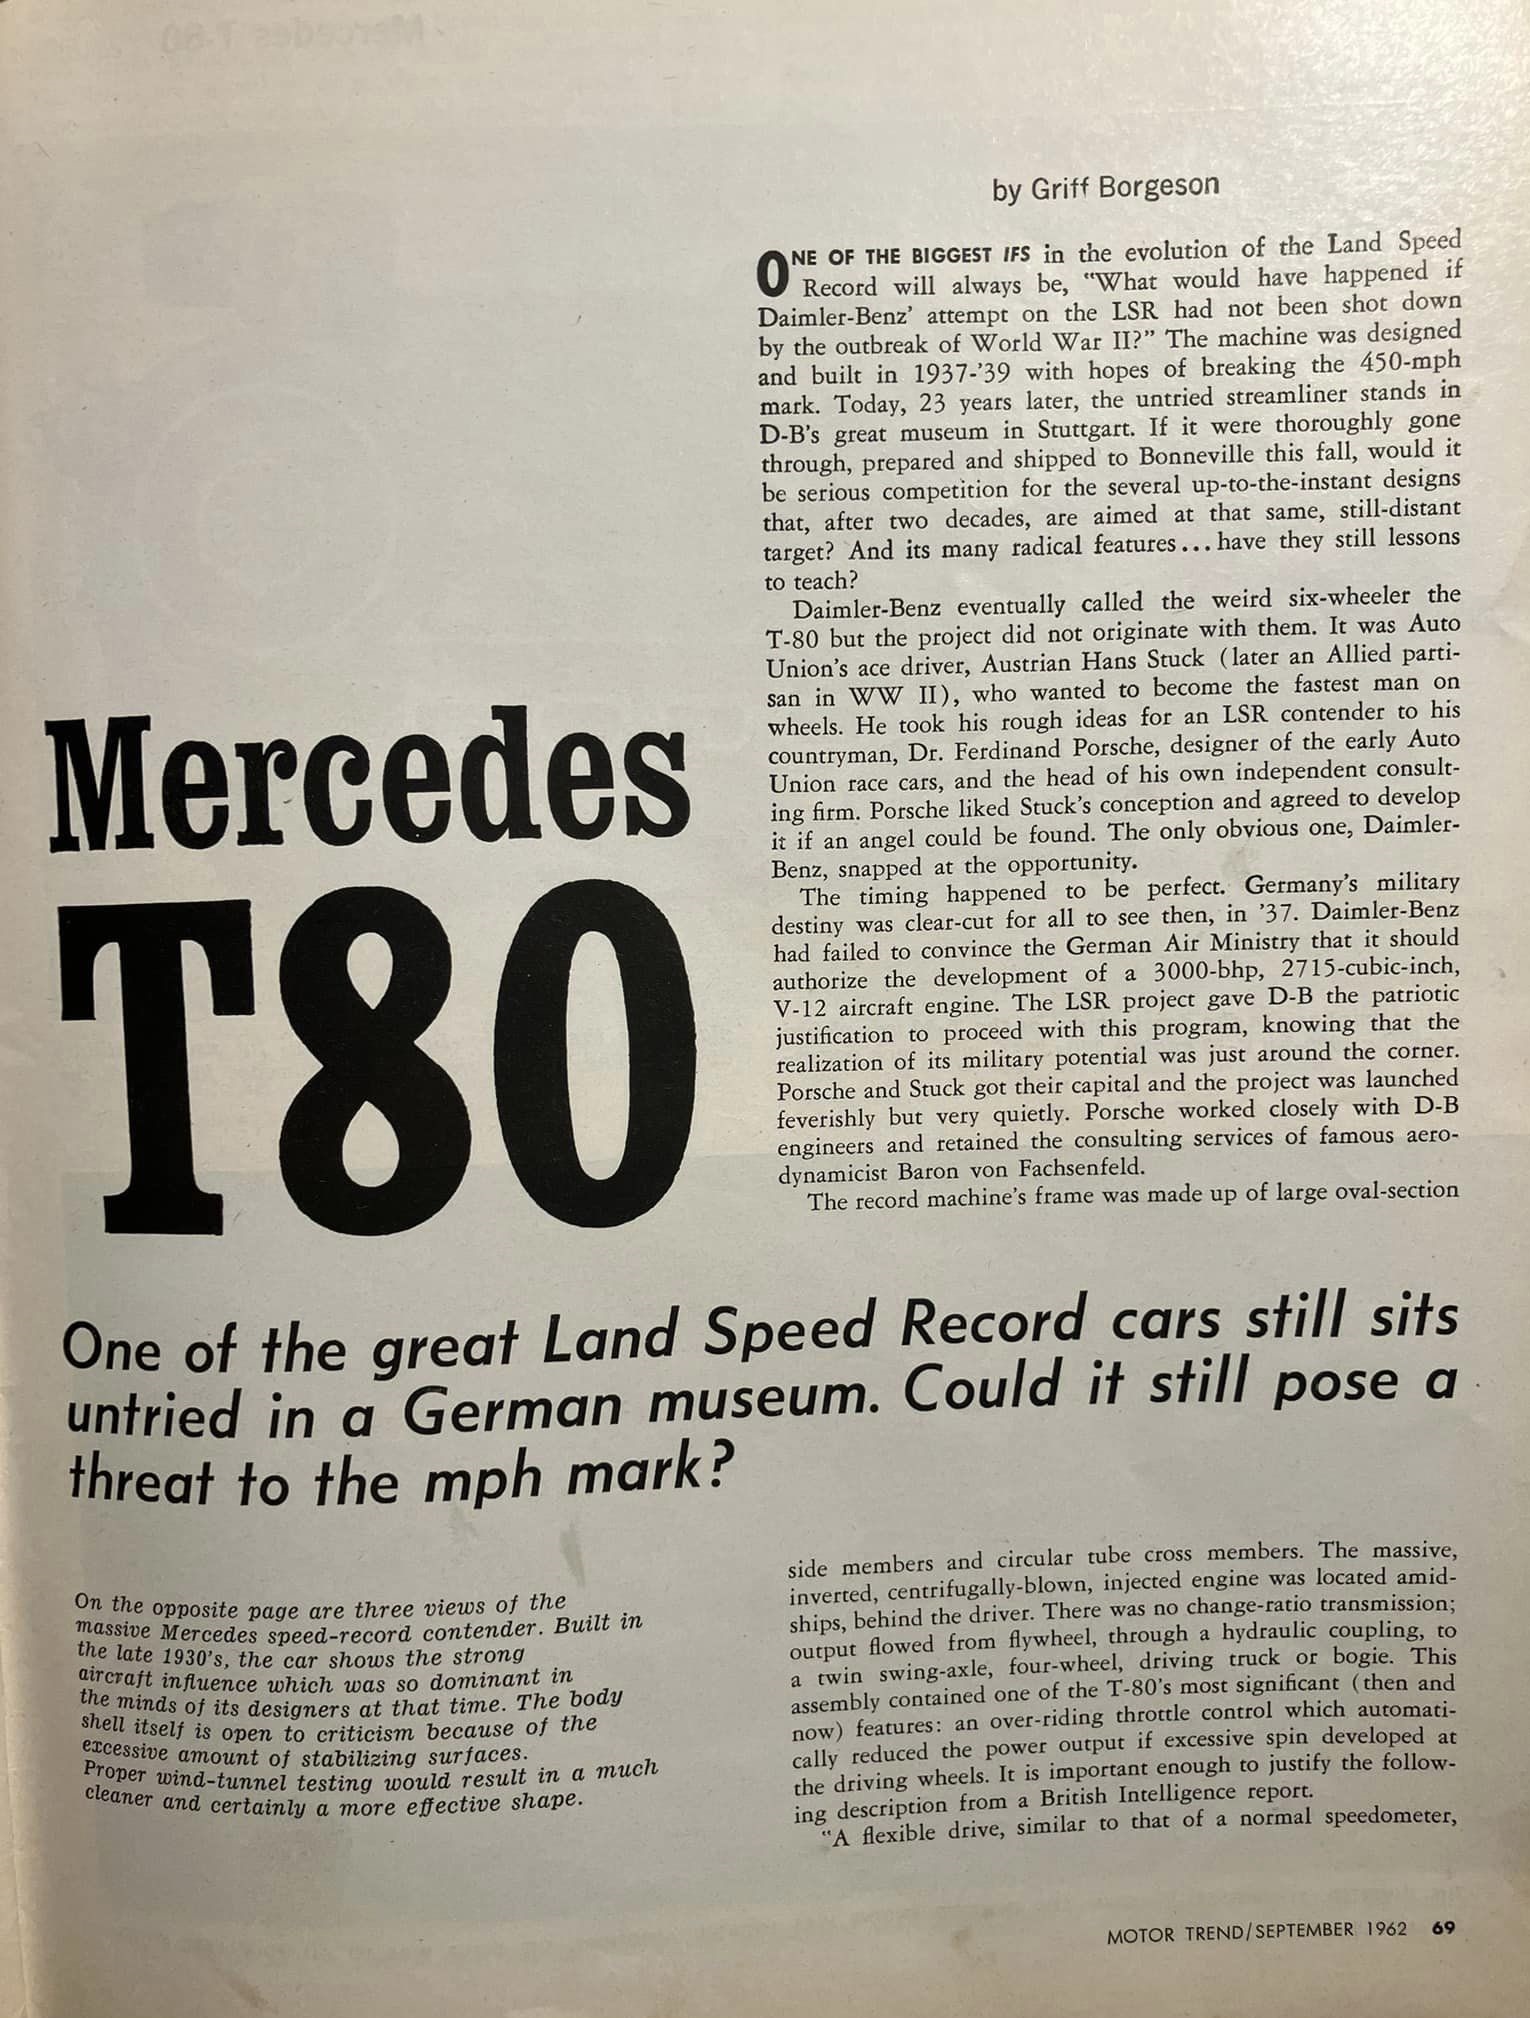 by Griff Borgeson
ONE OF THE BIGGEST IFS in the evolution of the Land Speed
Record will always be, "What would have happened if
Daimler-Benz' attempt on the LSR had not been shot down
by the outbreak of World War II?" The machine was designed
and built in 1937-'39 with hopes of breaking the 450-mph
mark. Today, 23 years later, the untried streamliner stands in
D-B's great museum in Stuttgart. If it were thoroughly gone
through, prepared and shipped to Bonneville this fall, would it
be serious competition for the several up-to-the-instant designs
that, after two decades, are aimed at that same, still-distant
target? And its many radical features...have they still lessons
to teach?
Daimler-Benz eventually called the weird six-wheeler the
T-80 but the project did not originate with them. It was Auto
Union's ace driver, Austrian Hans Stuck (later an Allied parti-
san in WW II), who wanted to become the fastest man on
wheels. He took his rough ideas for an LSR contender to his
countryman, Dr. Ferdinand Porsche, designer of the early Auto
Union race cars, and the head of his own independent consult-
ing firm. Porsche liked Stuck's conception and agreed to develop
it if an angel could be found. The only obvious one, Daimler-
Benz, snapped at the opportunity.
The timing happened to be perfect. Germany's military
destiny was clear-cut for all to see then, in '37. Daimler-Benz
had failed to convince the German Air Ministry that it should
authorize the development of a 3000-bhp, 2715-cubic-inch,
V-12 aircraft engine. The LSR project gave D-B the patriotic
justification to proceed with this program, knowing that the
realization of its military potential was just around the corner.
Porsche and Stuck got their capital and the project was launched
feverishly but very quietly. Porsche worked closely with D-B
engineers and retained the consulting services of famous aero-
dynamicist Baron von Fachsenfeld.
The record machine's frame was made up of large oval-section
Mercedes
T80
One of the great Land Speed Record cars still sits
untried in a German museum. Could it still pose a
threat to the mph mark?
On the opposite page are three views of the
massive Mercedes speed-record contender. Built in
the late 1930's, the car shows the strong
aircraft influence which was so dominant in
the minds of its designers at that time. The body
shell itself is open to criticism because of the
excessive amount of stabilizing surfaces.
Proper wind-tunnel testing would result in a much
cleaner and certainly a more effective shape.
side members and circular tube cross members. The massive,
inverted, centrifugally-blown, injected engine was located amid-
ships, behind the driver. There was no change-ratio transmission;
output flowed from flywheel, through a hydraulic coupling, to
a twin swing-axle, four-wheel, driving truck or bogie. This
assembly contained one of the T-80's most significant (then and
now) features: an over-riding throttle control which automati-
cally reduced the power output if excessive spin developed at
the driving wheels. It is important enough to justify the follow-
ing description from a British Intelligence report.
"A flexible drive, similar to that of a normal speedometer,
MOTOR TREND/SEPTEMBER 1962 69